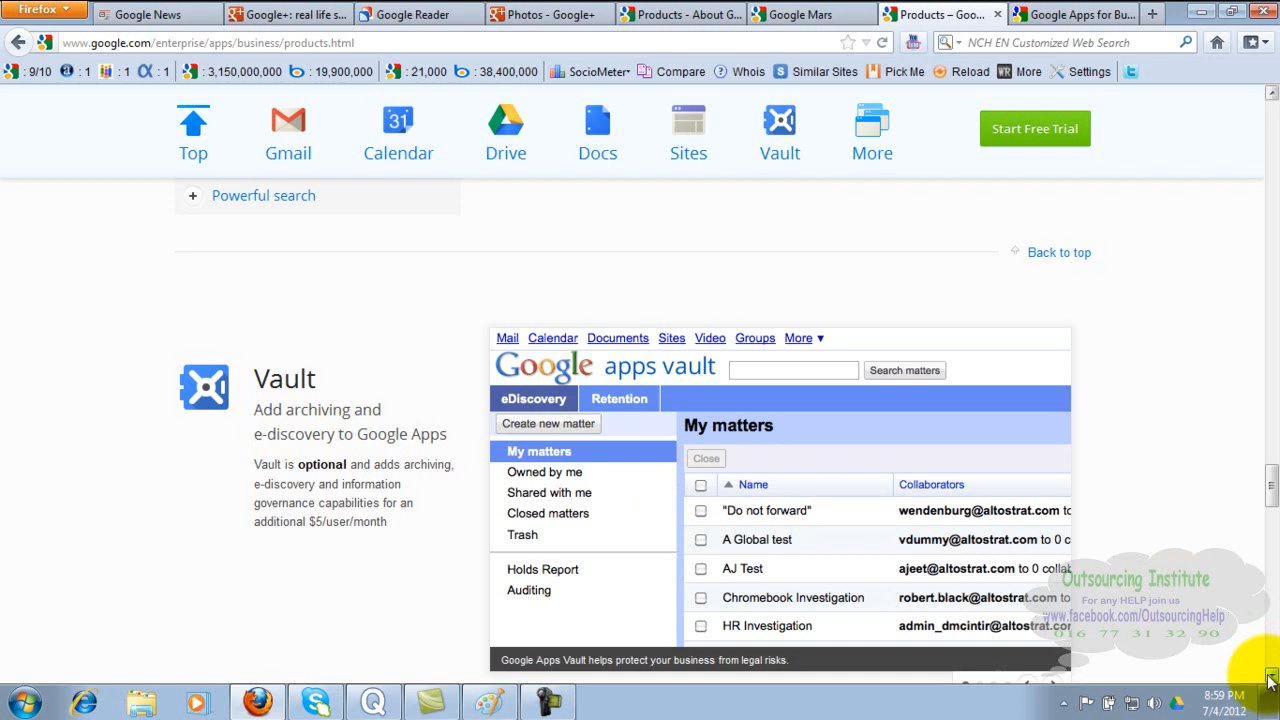 Firefox
Google News
Google+: real life s...
Google Reader
Photos - Google+
Products - About G...
Google Mars
Products – Goo...
Google Apps for Bu...
www.google.com/enterprise/apps/business/products.html
NCH EN Customized Web Search
: 9/10 : 1 : 1 : 1 : 3,150,000,000 : 19,900,000 : 21,000 : 38,400,000 SocioMeter Compare Whois Similar Sites Pick Me Reload More Settings
Top Gmail Calendar Drive Docs Sites Vault More
31
Start Free Trial
+ Powerful search
Back to top
Vault
Add archiving and
e-discovery to Google Apps
Vault is optional and adds archiving,
e-discovery and information
governance capabilities for an
additional $5/user/month
Mail Calendar Documents Sites Video Groups More ▼
Google apps vault
Search matters
eDiscovery Retention
Create new matter
My matters
Owned by me
Shared with me
Closed matters
Trash
Holds Report
Auditing
My matters
Close
Name Collaborators
"Do not forward" wendenburg@altostrat.com to
A Global test vdummy@altostrat.com to 0 c
AJ Test ajeet@altostrat.com to 0 collab
Chromebook Investigation robert.black@altostrat.com to
HR Investigation admin_dmcintir@altostrat.com
Google Apps Vault helps protect your business from legal risks.
Outsourcing Institute
For any HELP join us
www.facebook.com/OutsourcingHelp
016 77 31 32 90
8:59 PM
7/4/2012